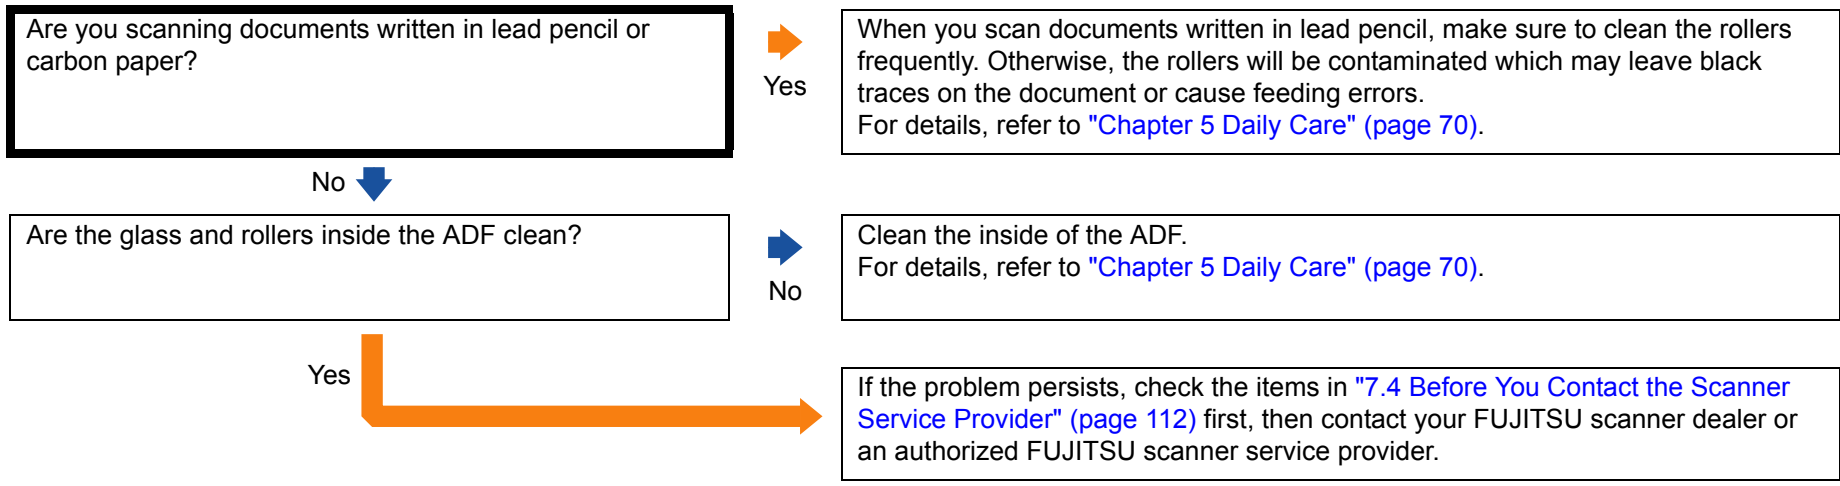 Are you scanning documents written in lead pencil or
carbon paper?
Yes
When you scan documents written in lead pencil, make sure to clean the rollers
frequently. Otherwise, the rollers will be contaminated which may leave black
traces on the document or cause feeding errors.
For details, refer to "Chapter 5 Daily Care" (page 70).
No
Are the glass and rollers inside the ADF clean?
No
Clean the inside of the ADF.
For details, refer to "Chapter 5 Daily Care" (page 70).
Yes
If the problem persists, check the items in "7.4 Before You Contact the Scanner
Service Provider" (page 112) first, then contact your FUJITSU scanner dealer or
an authorized FUJITSU scanner service provider.